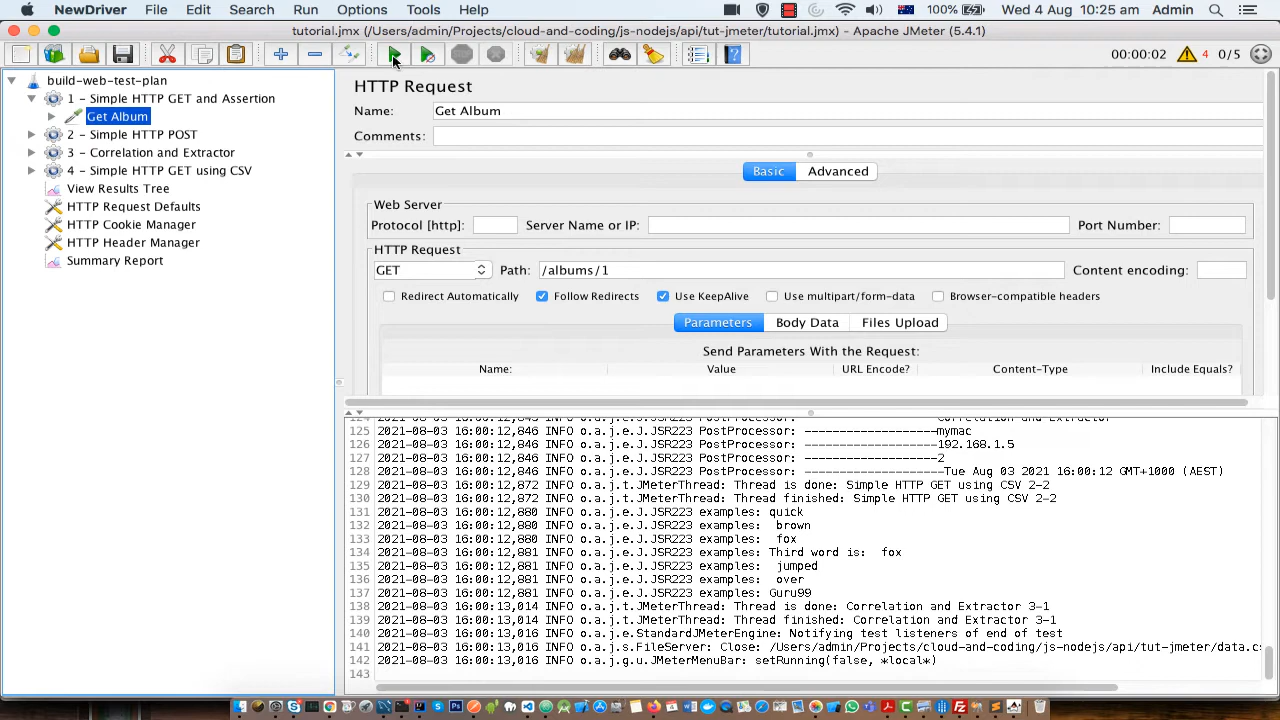 NewDriver File Edit Search Run Options Tools Help 100% Wed 4 Aug 10:25 am Admin
tutorial.jmx (/Users/admin/Projects/cloud-and-coding/js-nodejs/api/tut-jmeter/tutorial.jmx) - Apache JMeter (5.4.1)
00:00:02 4 0/5
build-web-test-plan
1 - Simple HTTP GET and Assertion
Get Album
2 - Simple HTTP POST
3 - Correlation and Extractor
4 - Simple HTTP GET using CSV
View Results Tree
HTTP Request Defaults
HTTP Cookie Manager
HTTP Header Manager
Summary Report
HTTP Request
Name: Get Album
Comments:
Basic Advanced
Web Server
Protocol [http]: Server Name or IP: Port Number:
HTTP Request
GET Path: /albums/1 Content encoding:
Redirect Automatically Follow Redirects Use KeepAlive Use multipart/form-data Browser-compatible headers
Parameters Body Data Files Upload
Send Parameters With the Request:
Name: Value URL Encode? Content-Type Include Equals?
125 2021-08-03 16:00:12,846 INFO o.a.j.e.J.JSR223 PostProcessor: -------------------mymac
126 2021-08-03 16:00:12,846 INFO o.a.j.e.J.JSR223 PostProcessor: -------------------192.168.1.5
127 2021-08-03 16:00:12,846 INFO o.a.j.e.J.JSR223 PostProcessor: -------------------2
128 2021-08-03 16:00:12,846 INFO o.a.j.e.J.JSR223 PostProcessor: --------------------Tue Aug 03 2021 16:00:12 GMT+1000 (AEST)
129 2021-08-03 16:00:12,872 INFO o.a.j.t.JMeterThread: Thread is done: Simple HTTP GET using CSV 2-2
130 2021-08-03 16:00:12,872 INFO o.a.j.t.JMeterThread: Thread finished: Simple HTTP GET using CSV 2-2
131 2021-08-03 16:00:12,880 INFO o.a.j.e.J.JSR223 examples: quick
132 2021-08-03 16:00:12,880 INFO o.a.j.e.J.JSR223 examples: brown
133 2021-08-03 16:00:12,880 INFO o.a.j.e.J.JSR223 examples: fox
134 2021-08-03 16:00:12,881 INFO o.a.j.e.J.JSR223 examples: Third word is: fox
135 2021-08-03 16:00:12,881 INFO o.a.j.e.J.JSR223 examples: jumped
136 2021-08-03 16:00:12,881 INFO o.a.j.e.J.JSR223 examples: over
137 2021-08-03 16:00:12,881 INFO o.a.j.e.J.JSR223 examples: Guru99
138 2021-08-03 16:00:13,014 INFO o.a.j.t.JMeterThread: Thread is done: Correlation and Extractor 3-1
139 2021-08-03 16:00:13,014 INFO o.a.j.t.JMeterThread: Thread finished: Correlation and Extractor 3-1
140 2021-08-03 16:00:13,016 INFO o.a.j.e.StandardJMeterEngine: Notifying test listeners of end of test
141 2021-08-03 16:00:13,016 INFO o.a.j.s.FileServer: Close: /Users/admin/Projects/cloud-and-coding/js-nodejs/api/tut-jmeter/data.c
142 2021-08-03 16:00:13,016 INFO o.a.j.g.u.JMeterMenuBar: setRunning(false, *local*)
143